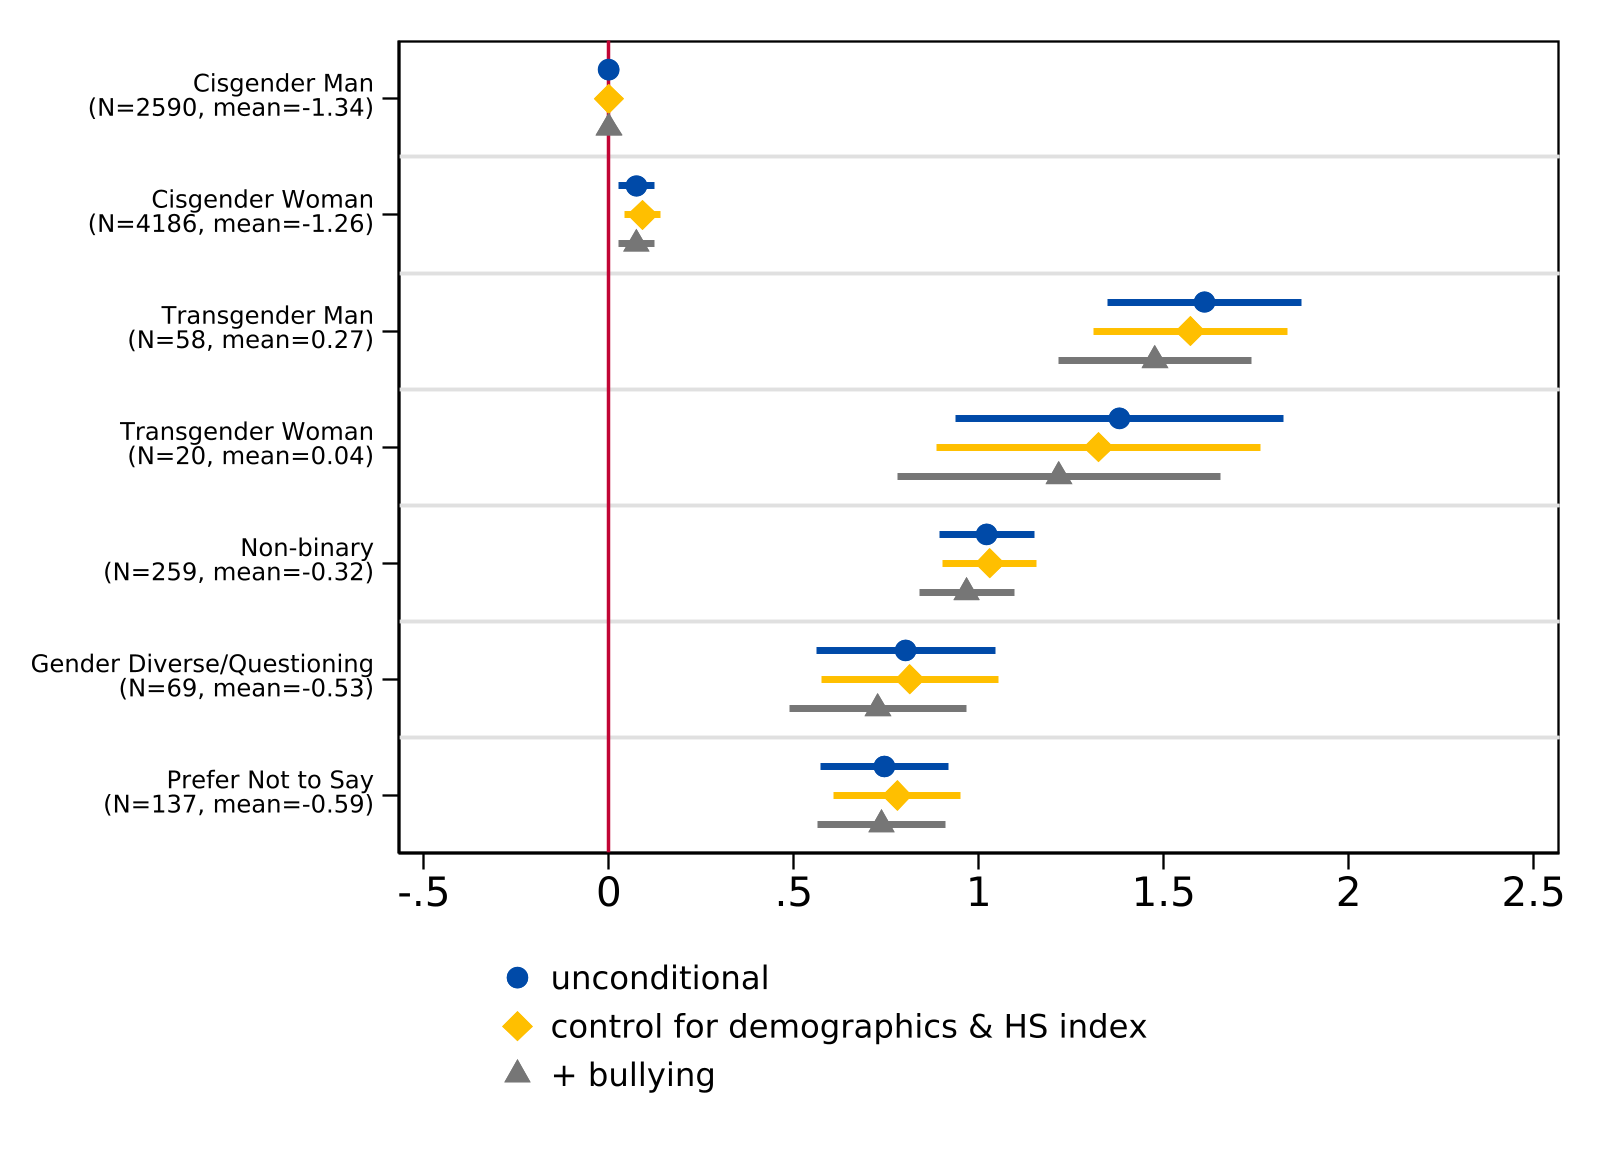 Cisgender Man
(N=2590, mean=-1.34)
Cisgender Woman
(N=4186, mean=-1.26)
Transgender Man
(N=58, mean=0.27)
Transgender Woman
(N=20, mean=0.04)
Non-binary
(N=259, mean=-0.32)
Gender Diverse/Questioning
(N=69, mean=-0.53)
Prefer Not to Say
(N=137, mean=-0.59)
-.5 0 .5 1 1.5 2 2.5
unconditional
control for demographics & HS index
+ bullying